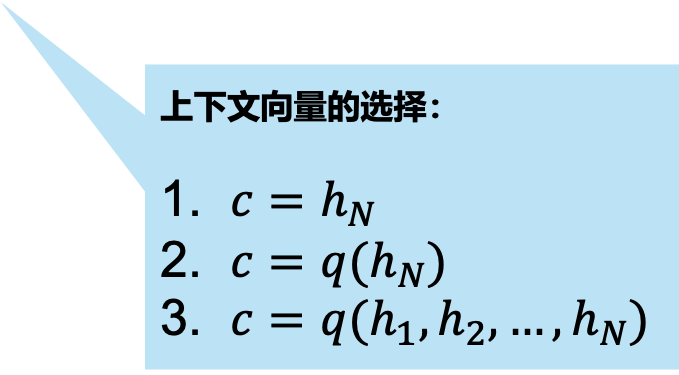 上下文向量的选择：
1. c = h_N
2. c = q(h_N)
3. c = q(h_1, h_2, …, h_N)